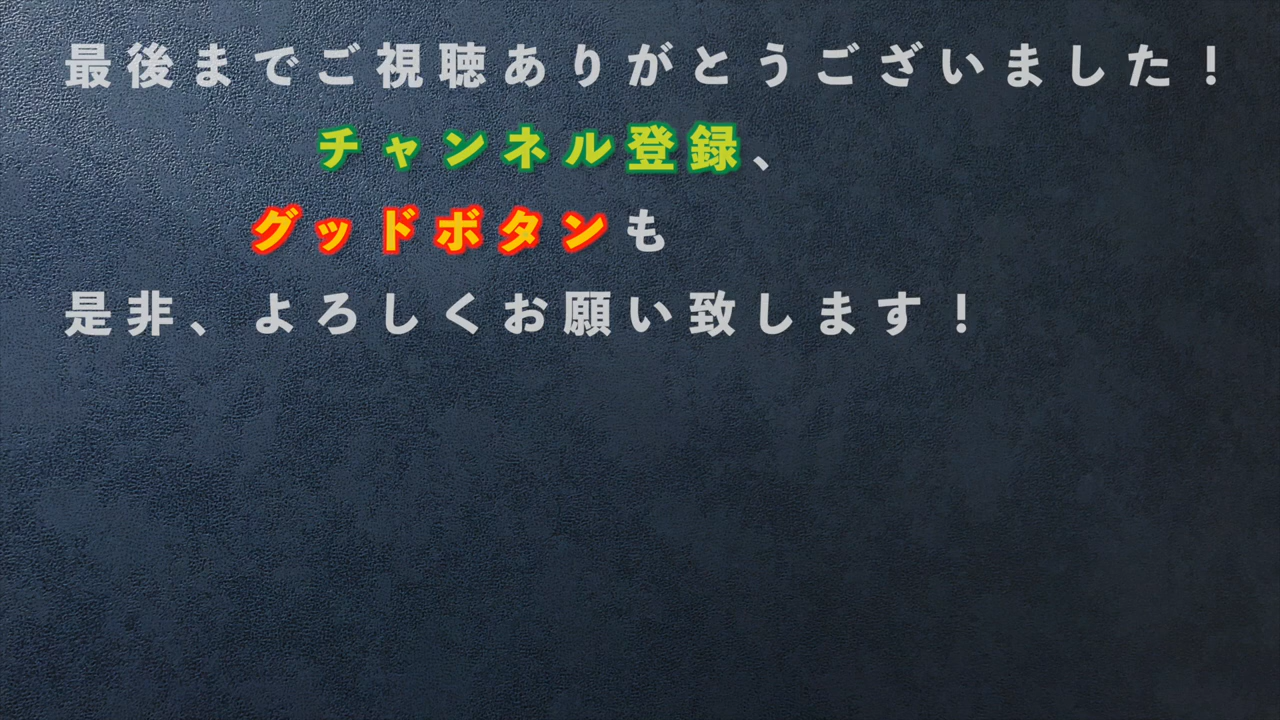 最後までご視聴ありがとうございました！
チャンネル登録、
グッドボタンも
是非、よろしくお願い致します！